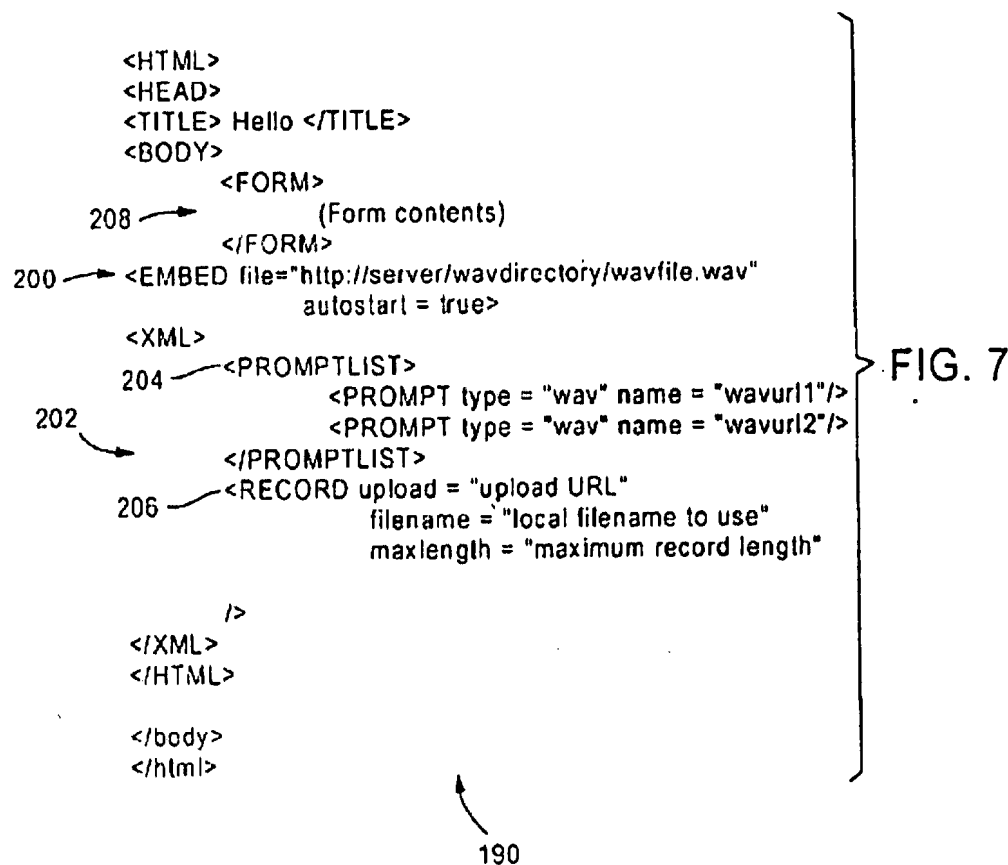 <HTML>
<HEAD>
<TITLE> Hello </TITLE>
<BODY>
<FORM>
208 (Form contents)
</FORM>
200 <EMBED file="http://server/wavdirectory/wavfile.wav"
autostart = true>
<XML>
204 <PROMPTLIST>
FIG. 7
<PROMPT type = "wav" name = "wavurl1"/>
202 <PROMPT type = "wav" name = "wavurl2"/>
</PROMPTLIST>
206 <RECORD upload = "upload URL"
filename = "local filename to use"
maxlength = "maximum record length"
/>
</XML>
</HTML>
</body>
</html>
190